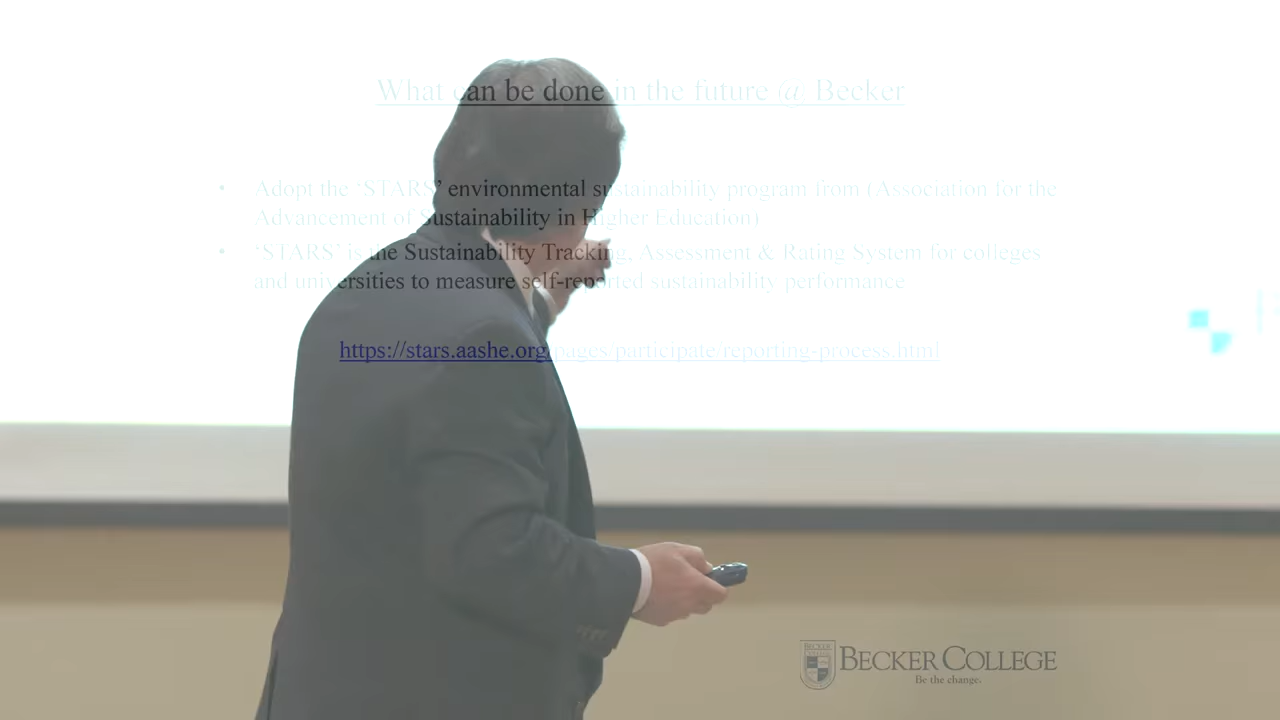 What can be done in the future @ Becker
• Adopt the ‘STARS’ environmental sustainability program from (Association for the
Advancement of Sustainability in Higher Education)
• ‘STARS’ is the Sustainability Tracking, Assessment & Rating System for colleges
and universities to measure self-reported sustainability performance
https://stars.aashe.org/pages/participate/reporting-process.html
BECKER COLLEGE
Be the change.